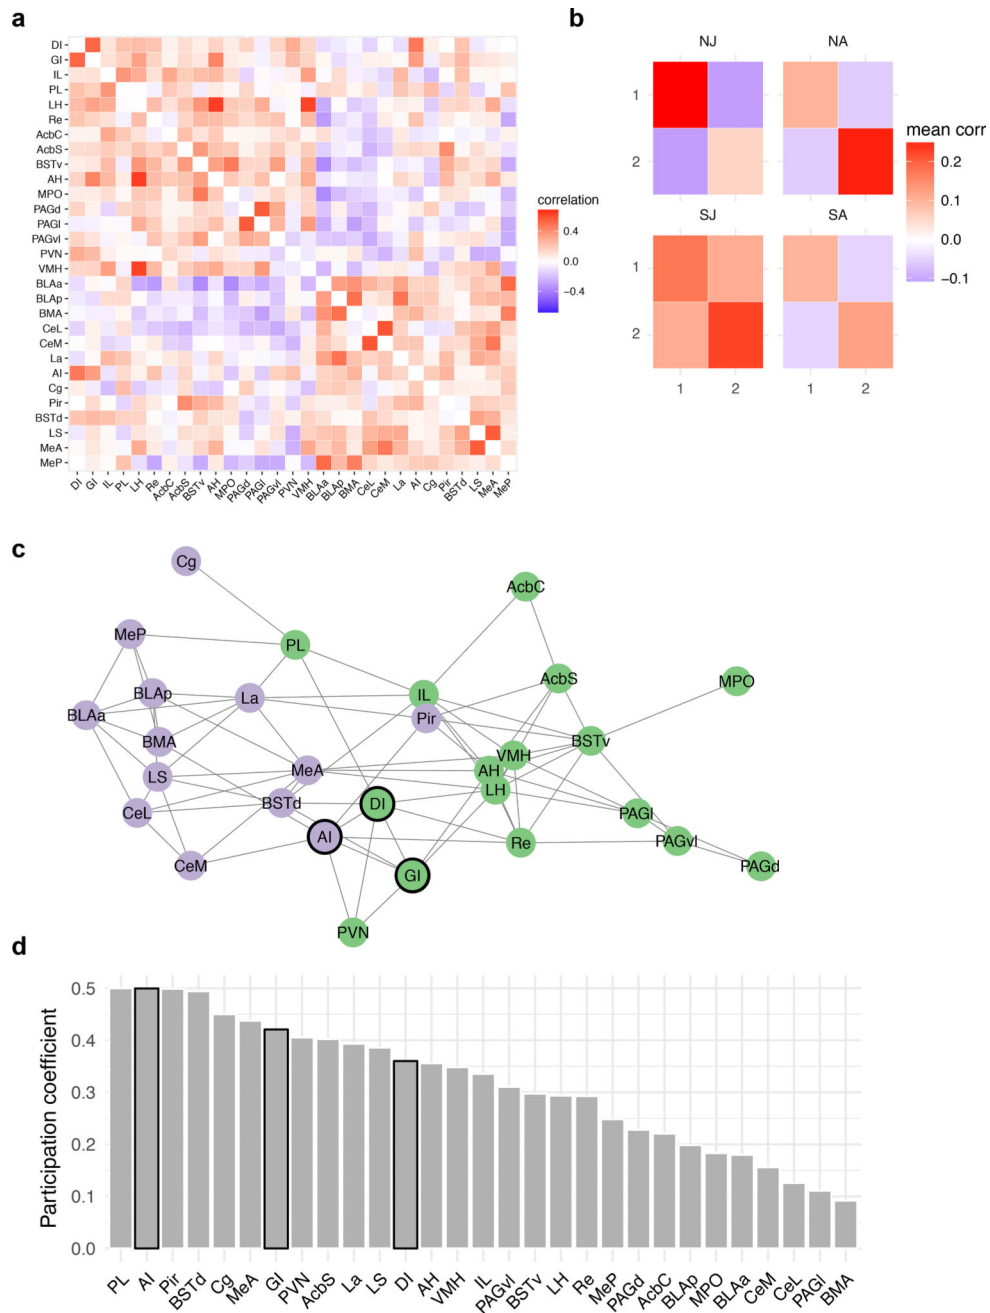 a
DI
GI
IL
PL
LH
Re
AcbC
AcbS
BSTv
AH
MPO
PAGd
PAGl
PAGvl
PVN
VMH
BLAa
BLAp
BMA
CeL
CeM
La
AI
Cg
Pir
BSTd
LS
MeA
MeP
DI GI IL PL LH Re AcbC AcbS BSTv AH MPO PAGd PAGl PAGvl PVN VMH BLAa BLAp BMA CeL CeM La AI Cg Pir BSTd LS MeA MeP
correlation
0.4
0.0
−0.4
b
NJ NA
1
2
SJ SA
1
2
1 2 1 2
mean corr
0.2
0.1
0.0
−0.1
c
Cg
AcbC
MeP
PL
AcbS
MPO
BLAp
La
IL
BLAa
Pir
BMA
BSTv
VMH
LS
MeA
AH
LH
CeL
BSTd
DI
PAGl
AI
Re
PAGvl
CeM
GI
PAGd
PVN
d
Participation coefficient
0.5
0.4
0.3
0.2
0.1
0.0
PL AI Pir BSTd Cg MeA GI PVN AcbS La LS DI AH VMH IL PAGvl BSTv LH Re MeP PAGd AcbC BLAp MPO BLAa CeM CeL PAGl BMA